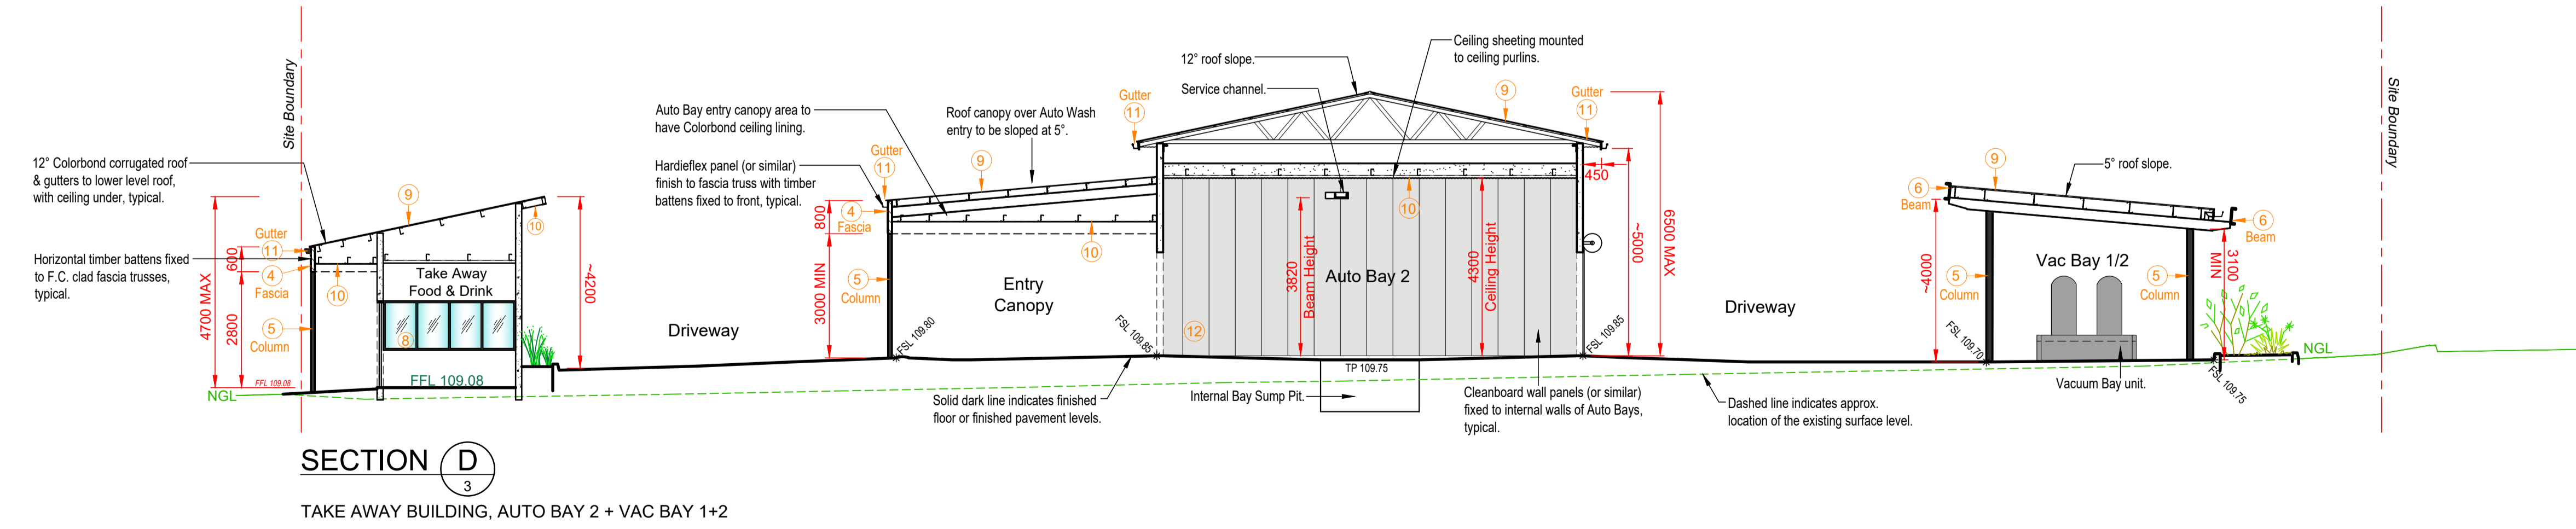 Site Boundary
12° Colorbond corrugated roof
& gutters to lower level roof,
with ceiling under, typical.
Horizontal timber battens fixed
to F.C. clad fascia trusses,
typical.
Gutter
11
4
Fascia
5
Column
4700 MAX
600
2800
FFL 109.08
NGL
9
10
Take Away
Food & Drink
8
FFL 109.08
10
~4200
Driveway
Auto Bay entry canopy area to
have Colorbond ceiling lining.
Hardieflex panel (or similar)
finish to fascia truss with timber
battens fixed to front, typical.
Roof canopy over Auto Wash
entry to be sloped at 5°.
Gutter
11
9
800
4
Fascia
3000 MIN
5
Column
10
Entry
Canopy
FSL 109.80
FSL 109.85
Solid dark line indicates finished
floor or finished pavement levels.
12° roof slope.
Service channel.
Ceiling sheeting mounted
to ceiling purlins.
Gutter
11
9
Gutter
11
450
~5000
6500 MAX
10
3820
Beam Height
Auto Bay 2
4300
Ceiling Height
12
FSL 109.85
TP 109.75
Internal Bay Sump Pit.
Cleanboard wall panels (or similar)
fixed to internal walls of Auto Bays,
typical.
Driveway
Dashed line indicates approx.
location of the existing surface level.
9
5° roof slope.
6
Beam
6
Beam
~4000
5
Column
Vac Bay 1/2
5
Column
3100
MIN
FSL 109.70
Vacuum Bay unit.
FSL 109.75
NGL
Site Boundary
SECTION D
3
TAKE AWAY BUILDING, AUTO BAY 2 + VAC BAY 1+2